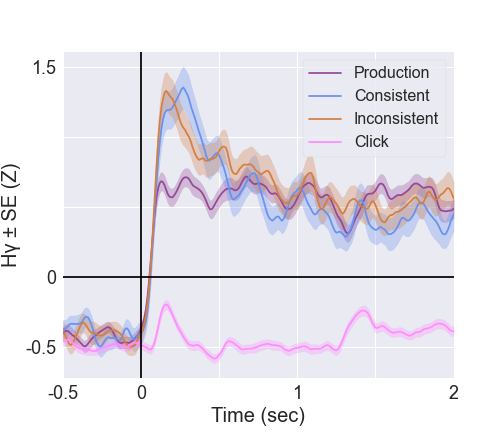 1.5
Production
Consistent
Inconsistent
Click
Hγ ± SE (Z)
0
-0.5
-0.5
0
1
2
Time (sec)